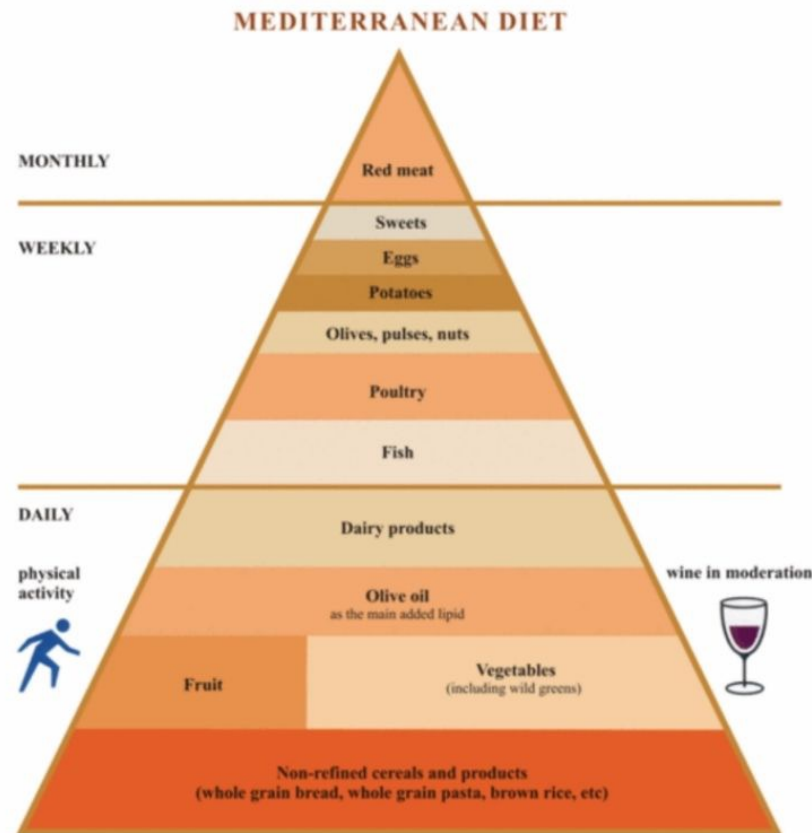 MEDITERRANEAN DIET
MONTHLY
Red meat
WEEKLY
Sweets
Eggs
Potatoes
Olives, pulses, nuts
Poultry
Fish
DAILY
Dairy products
physical
activity
wine in moderation
Olive oil
as the main added lipid
Fruit
Vegetables
(including wild greens)
Non-refined cereals and products
(whole grain bread, whole grain pasta, brown rice, etc)